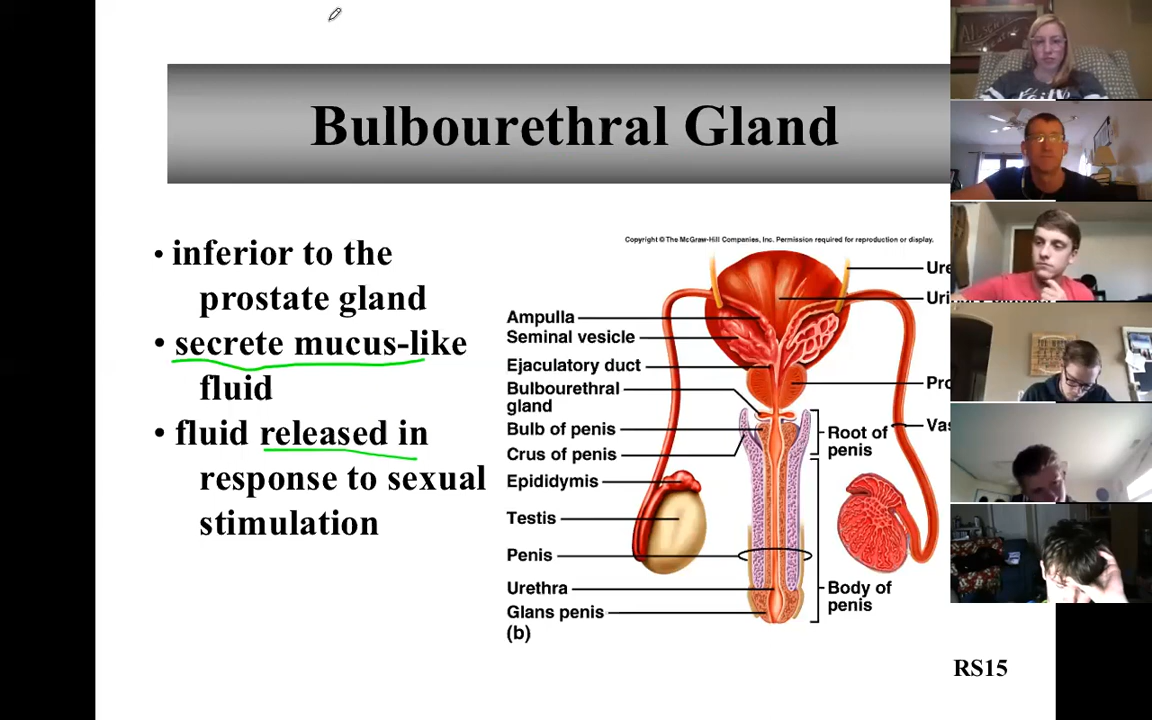 Bulbourethral Gland
• inferior to the
prostate gland
• secrete mucus-like
fluid
• fluid released in
response to sexual
stimulation
Copyright © The McGraw-Hill Companies, Inc. Permission required for reproduction or display.
Ampulla
Seminal vesicle
Ejaculatory duct
Bulbourethral
gland
Bulb of penis
Crus of penis
Epididymis
Testis
Penis
Urethra
Glans penis
(b)
Root of
penis
Body of
penis
RS15